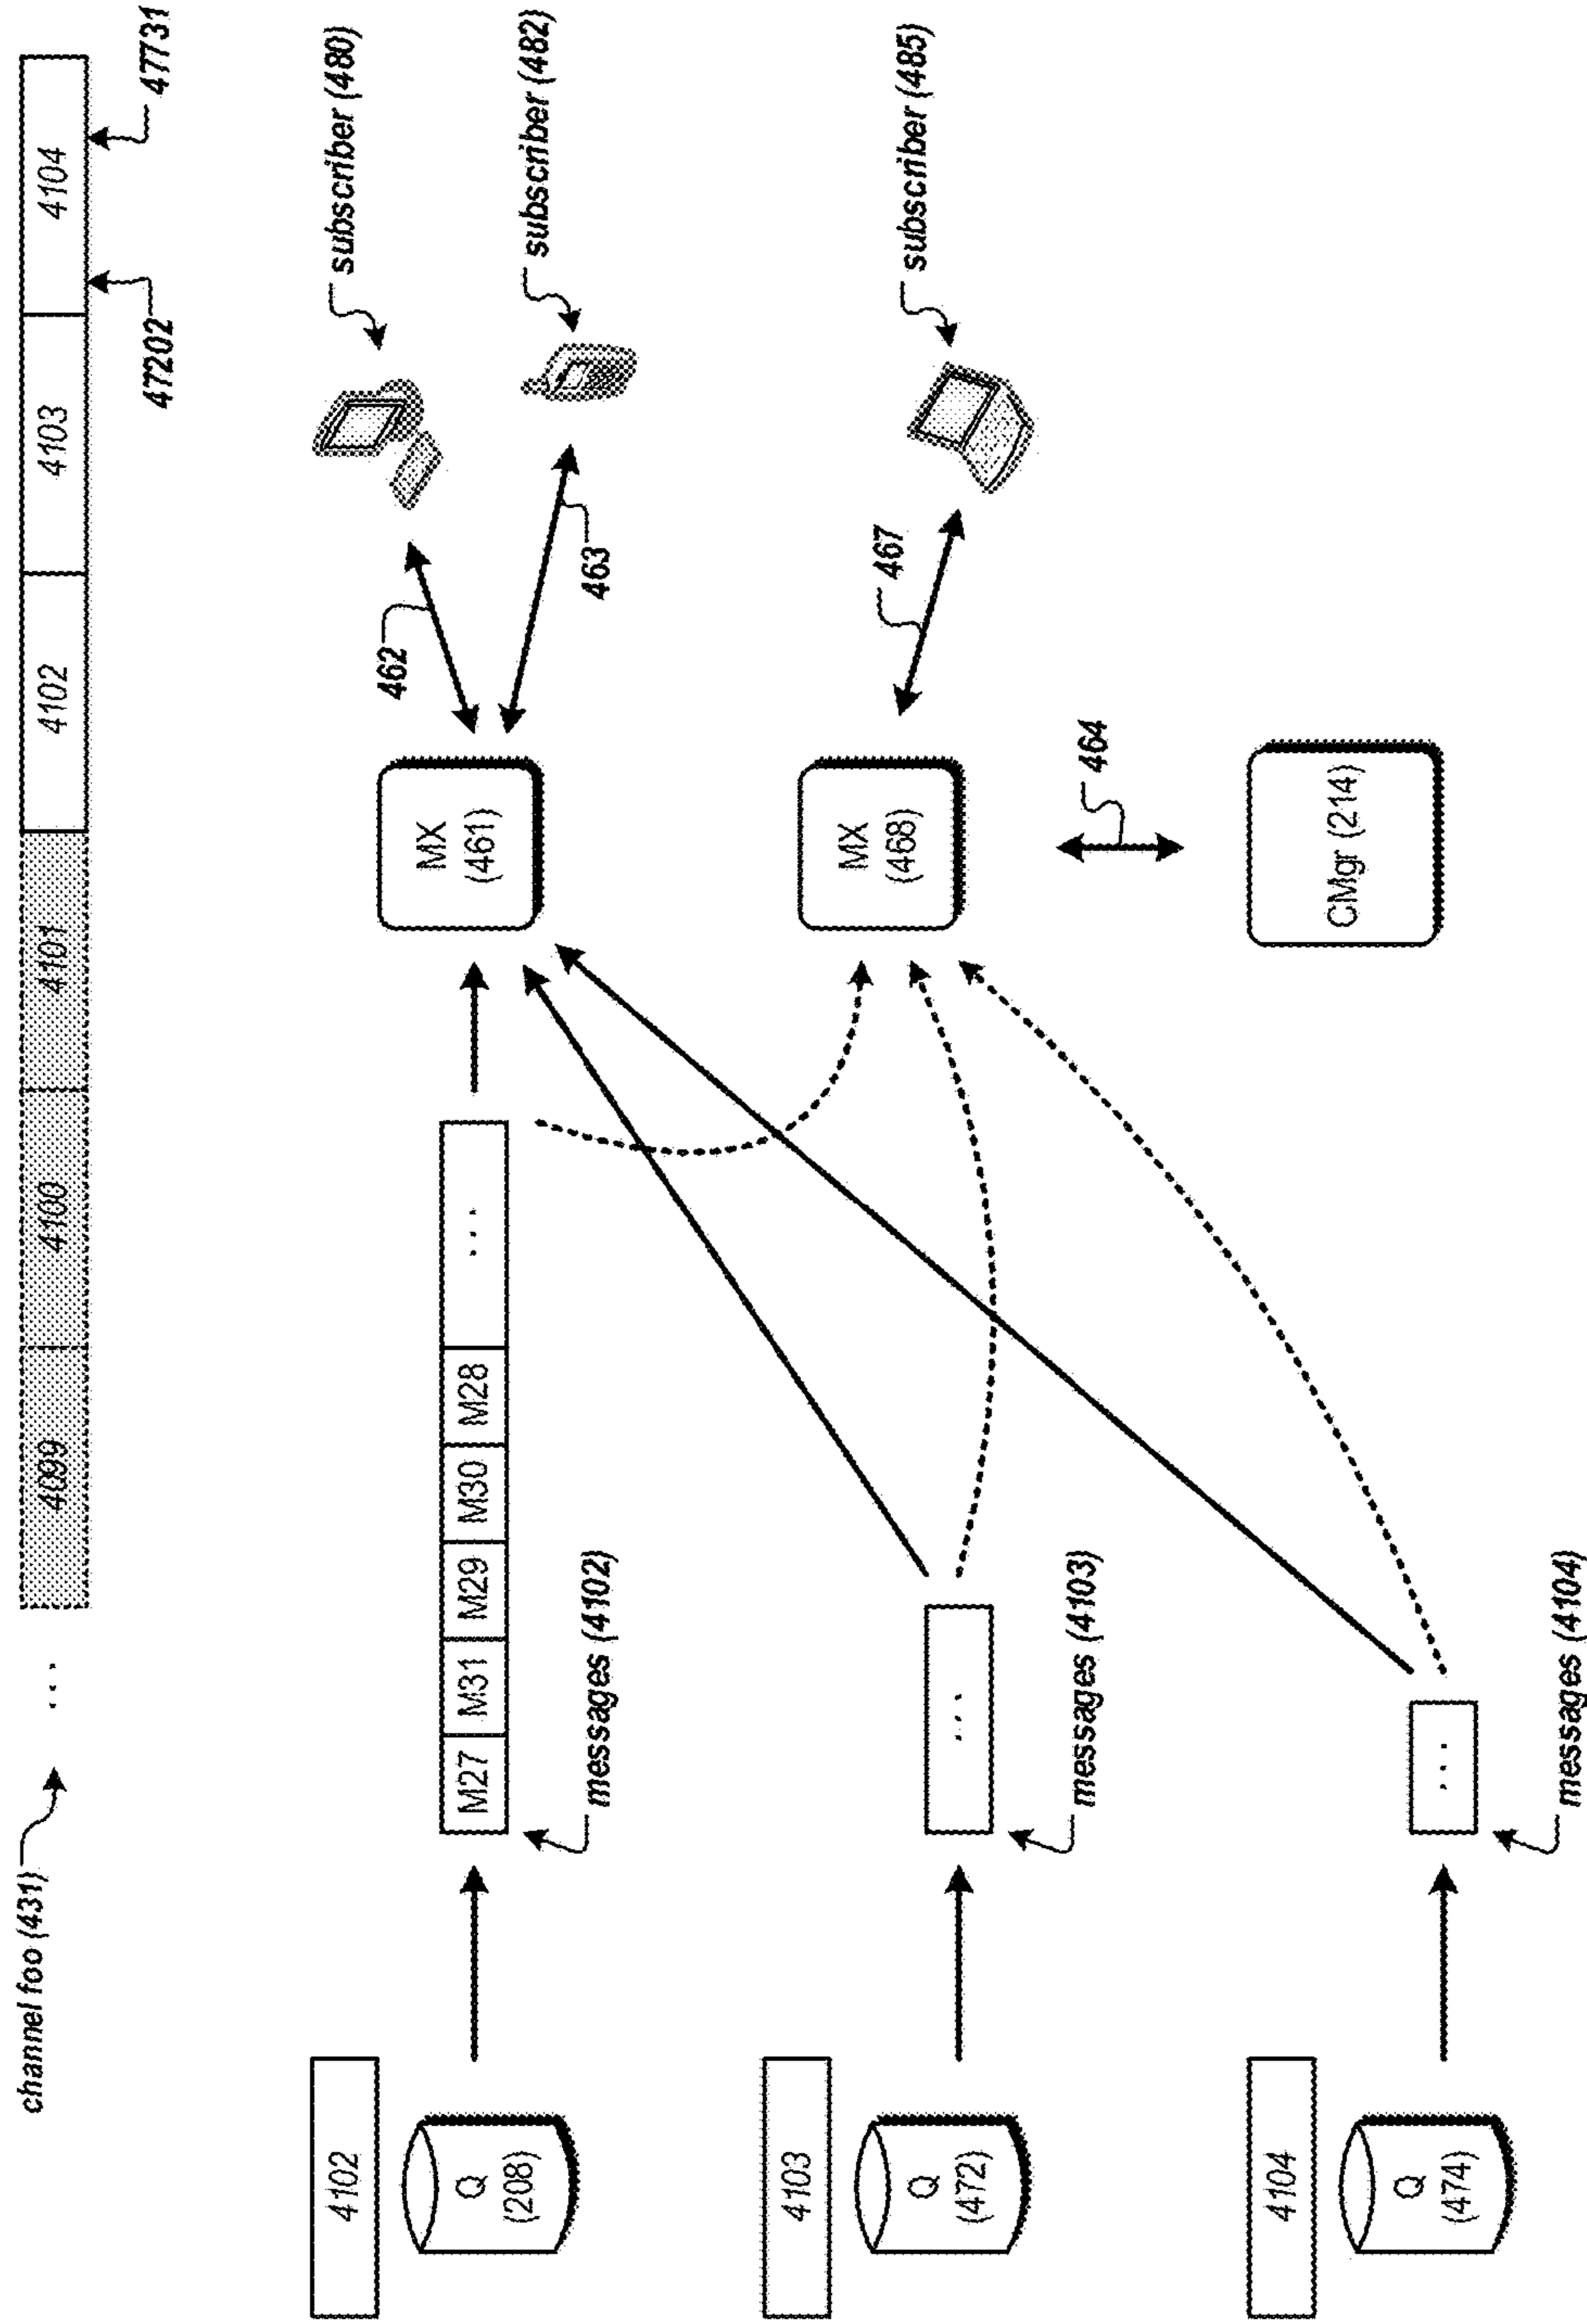 channel foo (431)
...
4099
4100
4101
4102
4103
4104
47202
47731
4102
Q
(208)
M27
M31
M29
M30
M28
...
messages (4102)
MX
(461)
462
463
subscriber (480)
subscriber (482)
4103
Q
(472)
...
messages (4103)
MX
(468)
467
subscriber (485)
464
4104
Q
(474)
...
messages (4104)
CMgr (214)